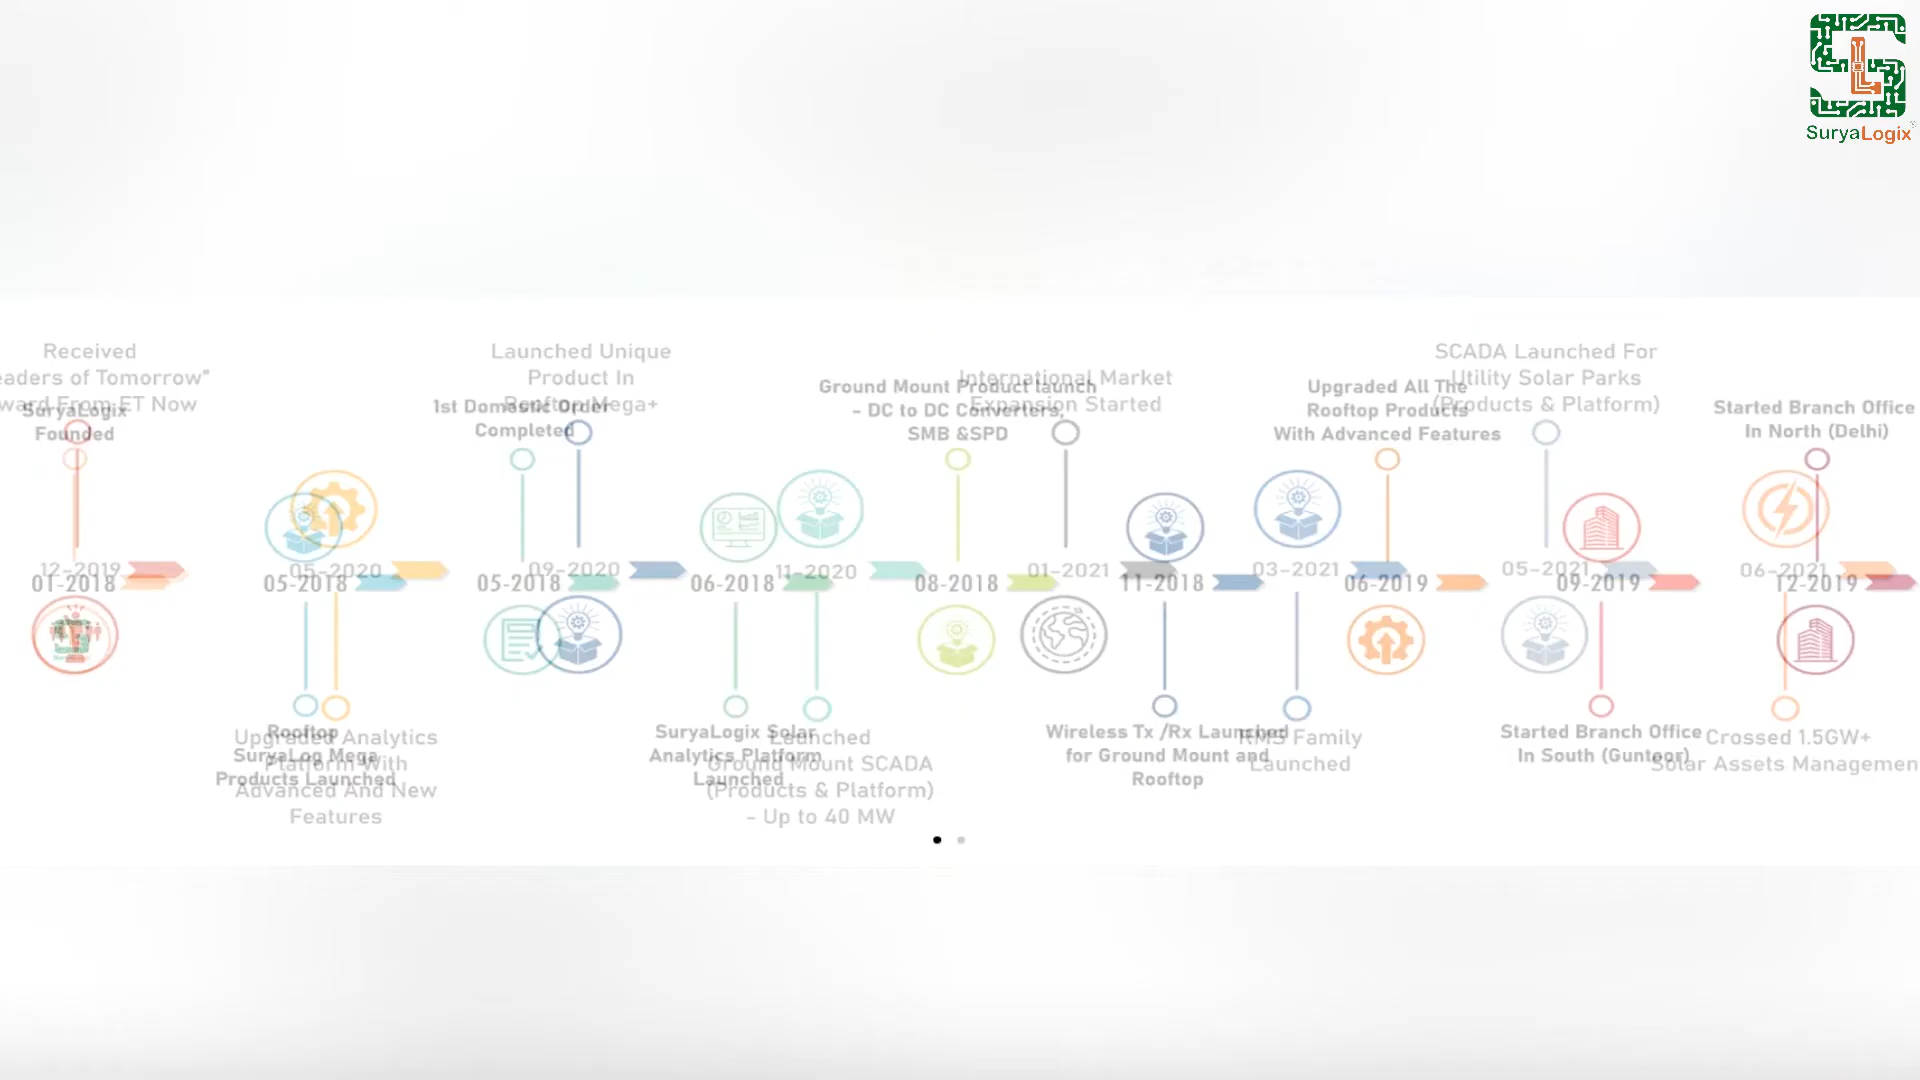 SuryaLogix
Received
eaders of Tomorrow"
ward From ET Now
SuryaLogix
Founded
Launched Unique
Product In
Rooftop Mega+
1st Domestic Order
Completed
International Market
Expansion Started
Ground Mount Product launch
- DC to DC Converters,
SMB &SPD
Upgraded All The
Rooftop Products
With Advanced Features
SCADA Launched For
Utility Solar Parks
(Products & Platform)
Started Branch Office
In North (Delhi)
12-2019
05-2020
09-2020
11-2020
01-2021
03-2021
05-2021
06-2021
01-2018
05-2018
05-2018
06-2018
08-2018
11-2018
06-2019
09-2019
12-2019
Rooftop
SuryaLog Mega
Products Launched
Upgraded Analytics
Platform With
Advanced And New
Features
SuryaLogix Solar
Analytics Platform
Launched
Launched
Ground Mount SCADA
(Products & Platform)
- Up to 40 MW
Wireless Tx /Rx Launched
for Ground Mount and
Rooftop
RMS Family
Launched
Started Branch Office
In South (Guntoor)
Crossed 1.5GW+
Solar Assets Managemen